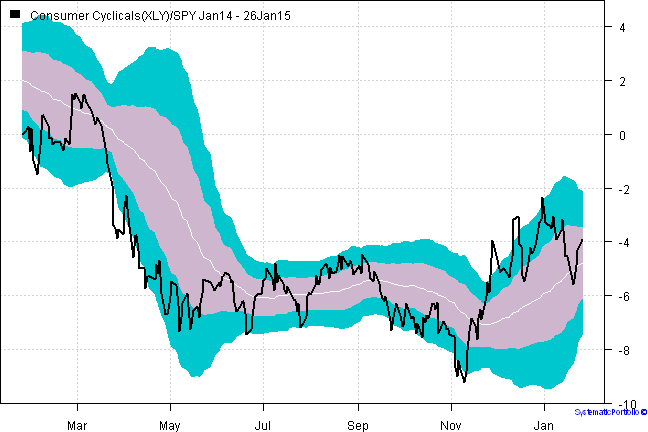 Consumer Cyclicals(XLY)/SPY Jan14 - 26Jan15
4
2
0
-2
-4
-6
-8
-10
Mar May Jul Sep Nov Jan
SystematicPortfolio ©